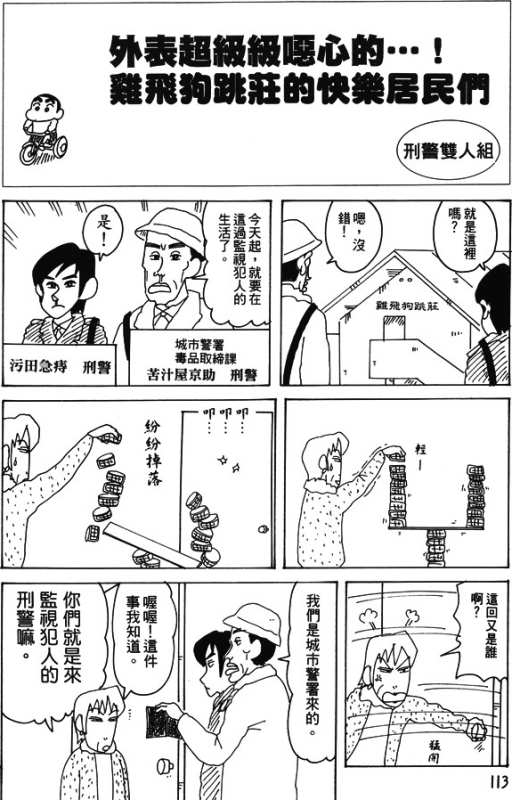 外表超級級噁心的…！
雞飛狗跳莊的快樂居民們
刑警雙人組
就是這裡
嗎？
嗯，沒
錯！
雞飛狗跳莊
今天起，就要在
這過監視犯人的
生活了。
是！
城市警署
毒品取締課
苦汁屋京助　刑警
污田急痔　刑警
輕—
叩…
叩…
叩…
紛紛掉落
這回又是誰
啊？
猛開
我們是城市警署來的。
喔喔！這件
事我知道。
你們就是來
監視犯人的
刑警嘛。
113